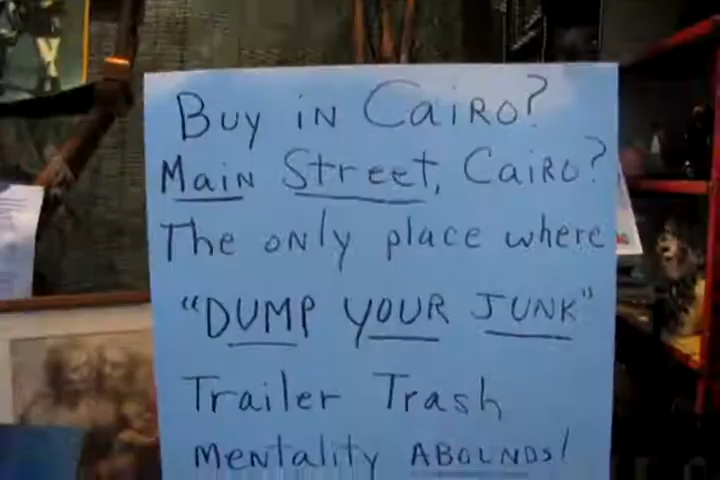 Buy in Cairo?
Main Street, Cairo?
The only place where
"DUMP YOUR JUNK"
Trailer Trash
mentality ABOUNDS!